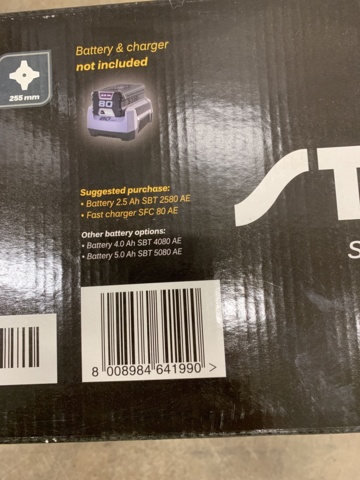 Battery & charger
not included
255 mm
80
Suggested purchase:
• Battery 2.5 Ah SBT 2580 AE
• Fast charger SFC 80 AE
ST
S
Other battery options:
• Battery 4.0 Ah SBT 4080 AE
• Battery 5.0 Ah SBT 5080 AE
8 008984 641990 >